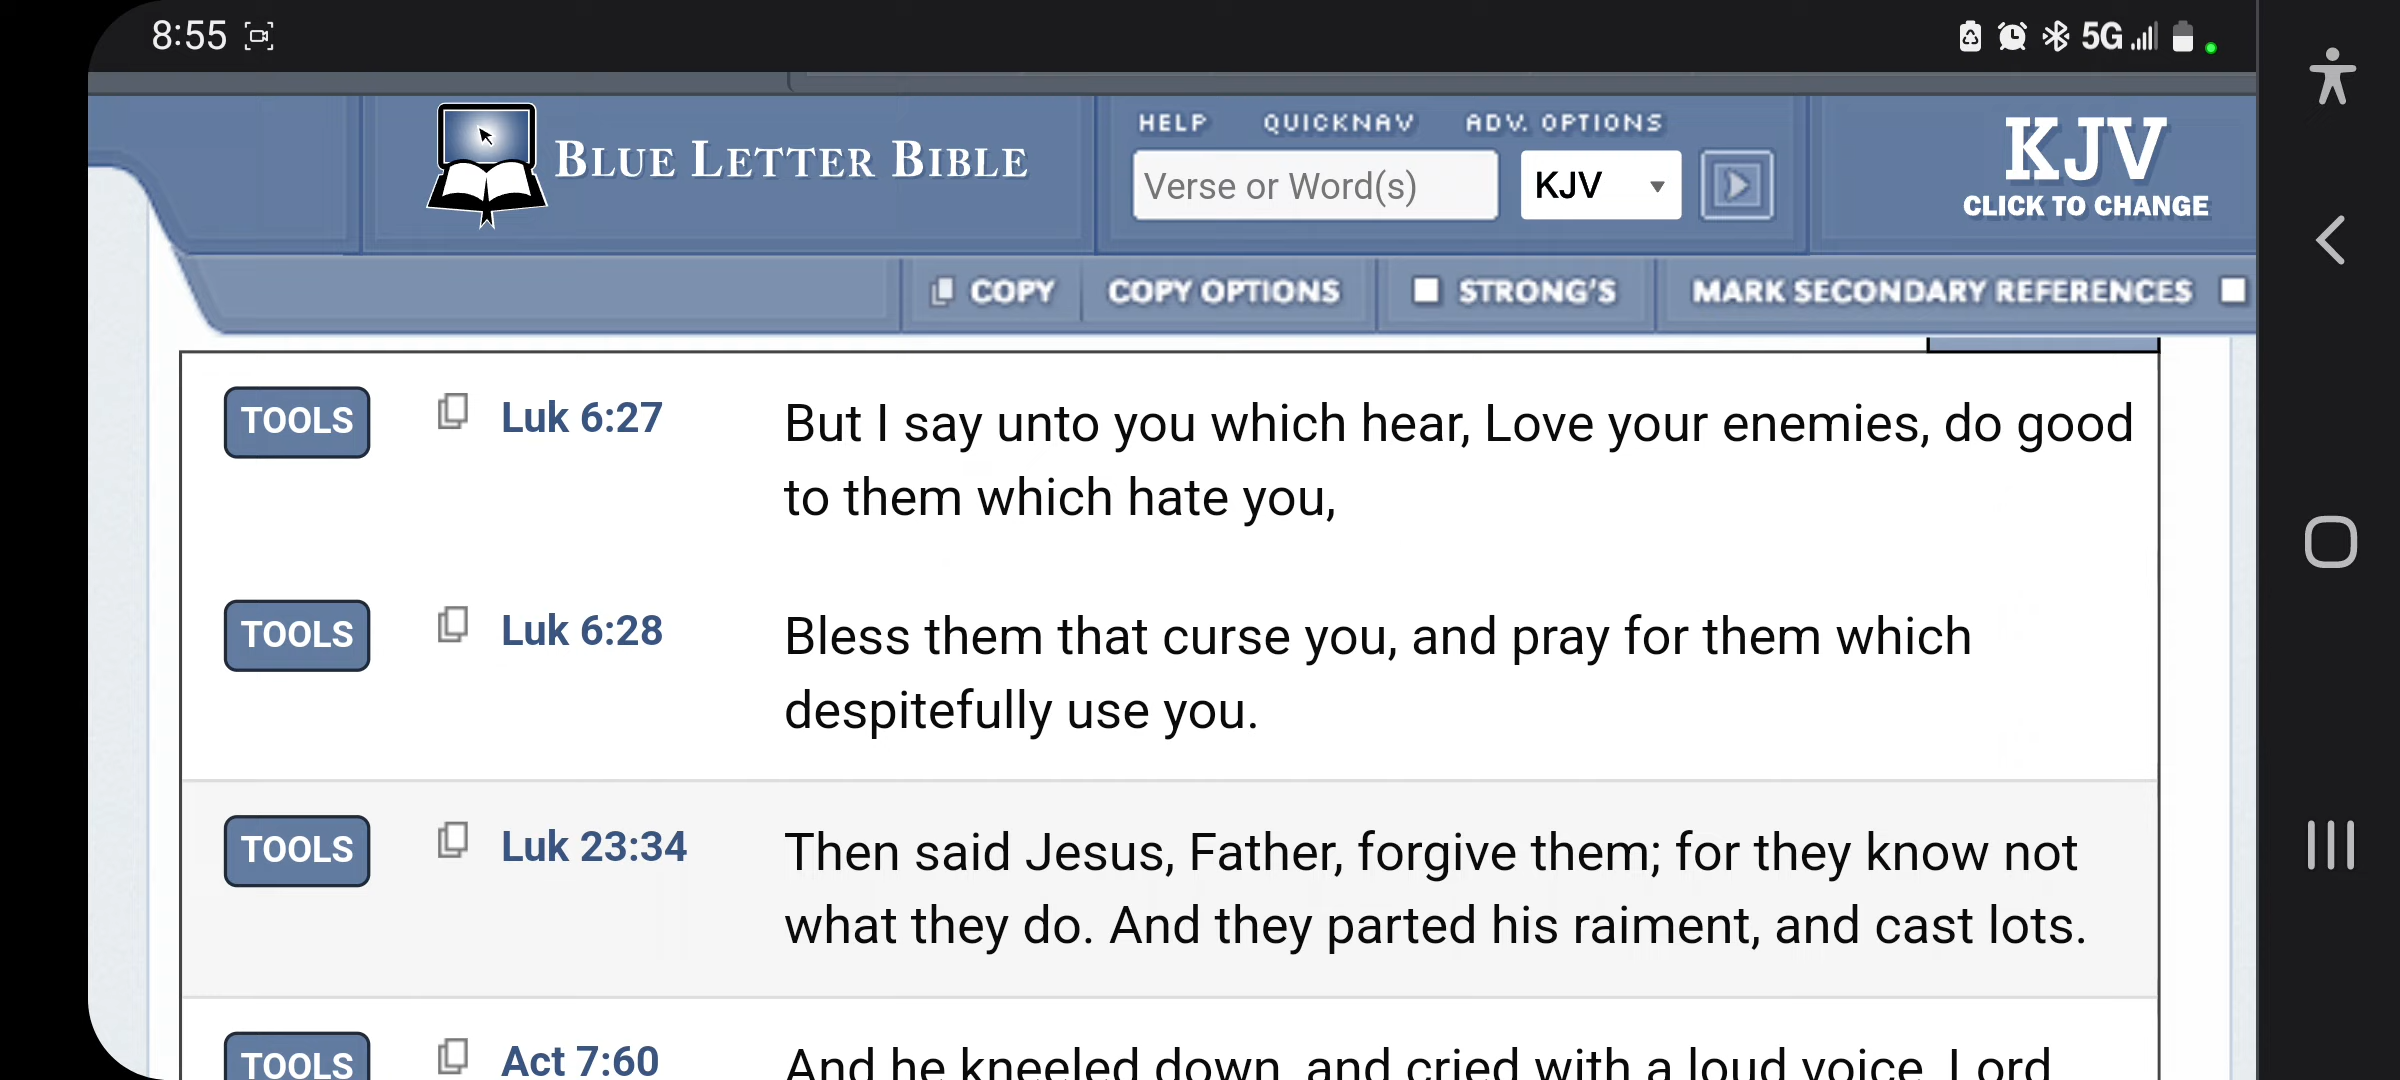 8:55 5G
HELP QUICKNAV ADV. OPTIONS
BLUE LETTER BIBLE
Verse or Word(s) KJV
KJV
CLICK TO CHANGE
COPY COPY OPTIONS STRONG'S MARK SECONDARY REFERENCES
TOOLS Luk 6:27 But I say unto you which hear, Love your enemies, do good
to them which hate you,
TOOLS Luk 6:28 Bless them that curse you, and pray for them which
despitefully use you.
TOOLS Luk 23:34 Then said Jesus, Father, forgive them; for they know not
what they do. And they parted his raiment, and cast lots.
TOOLS Act 7:60 And he kneeled down, and cried with a loud voice, Lord